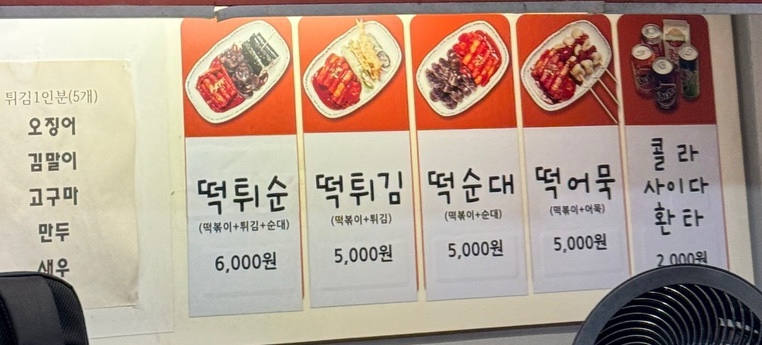 튀김1인분(5개)
오징어
김말이
고구마
만두
새우
떡튀순
(떡볶이+튀김+순대)
6,000원
떡튀김
(떡볶이+튀김)
5,000원
떡순대
(떡볶이+순대)
5,000원
떡어묵
(떡볶이+어묵)
5,000원
콜라
사이다
환타
2,000원